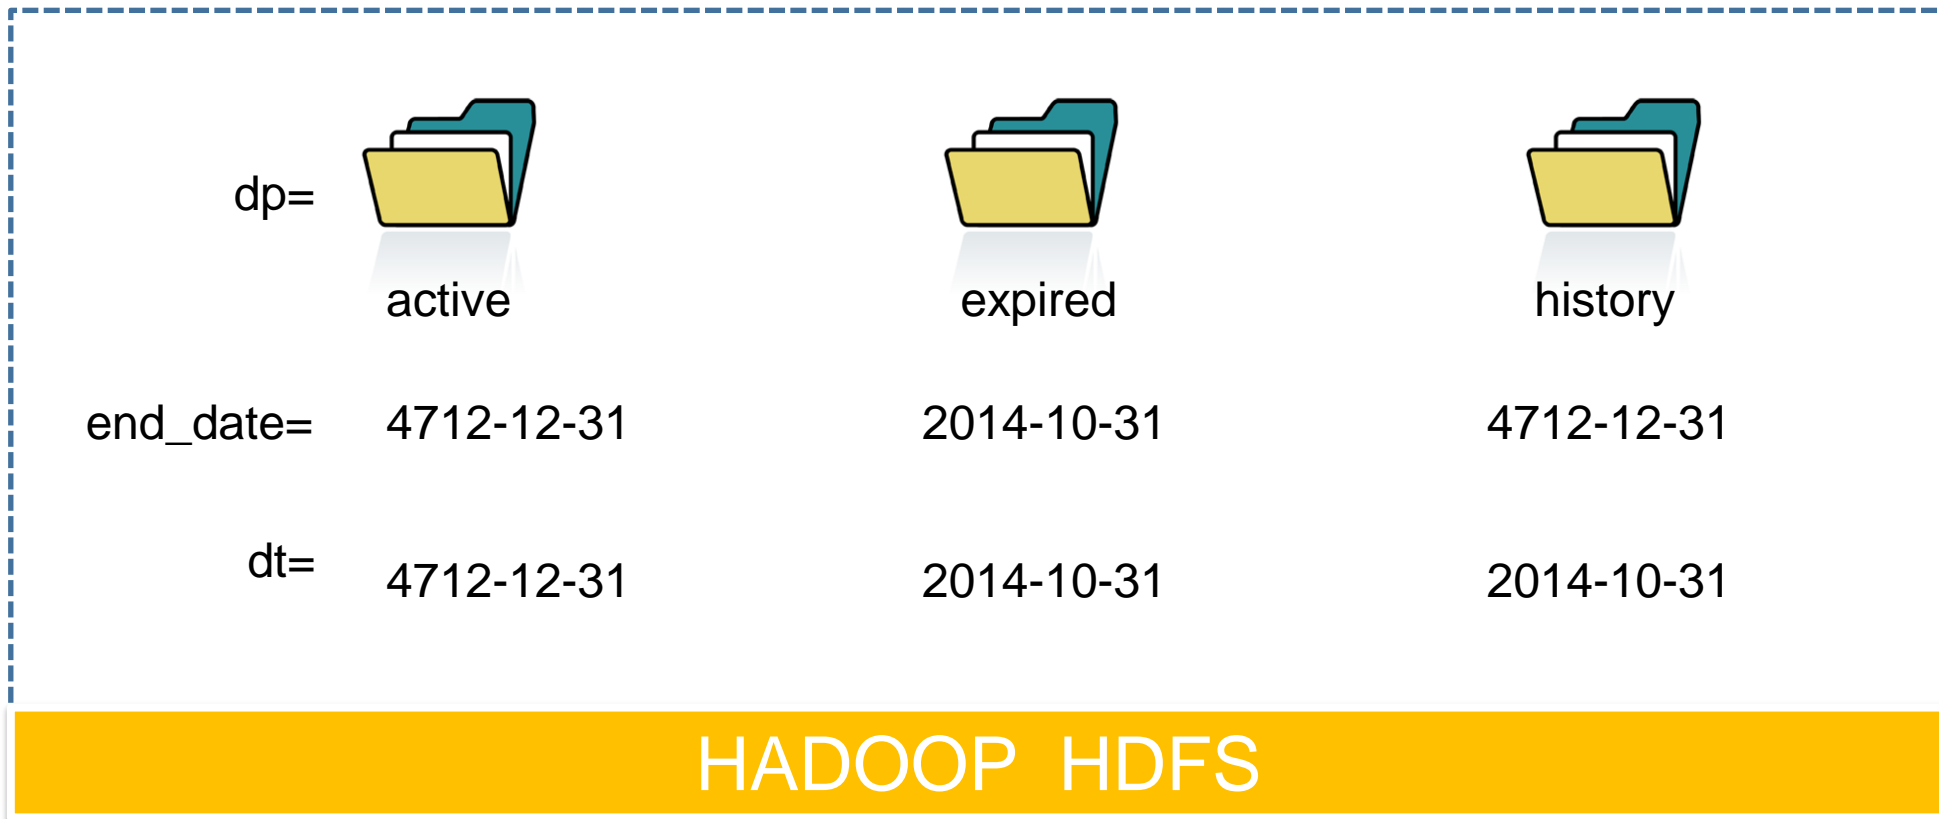 dp=
active expired history
end_date= 4712-12-31 2014-10-31 4712-12-31
dt= 4712-12-31 2014-10-31 2014-10-31
HADOOP HDFS